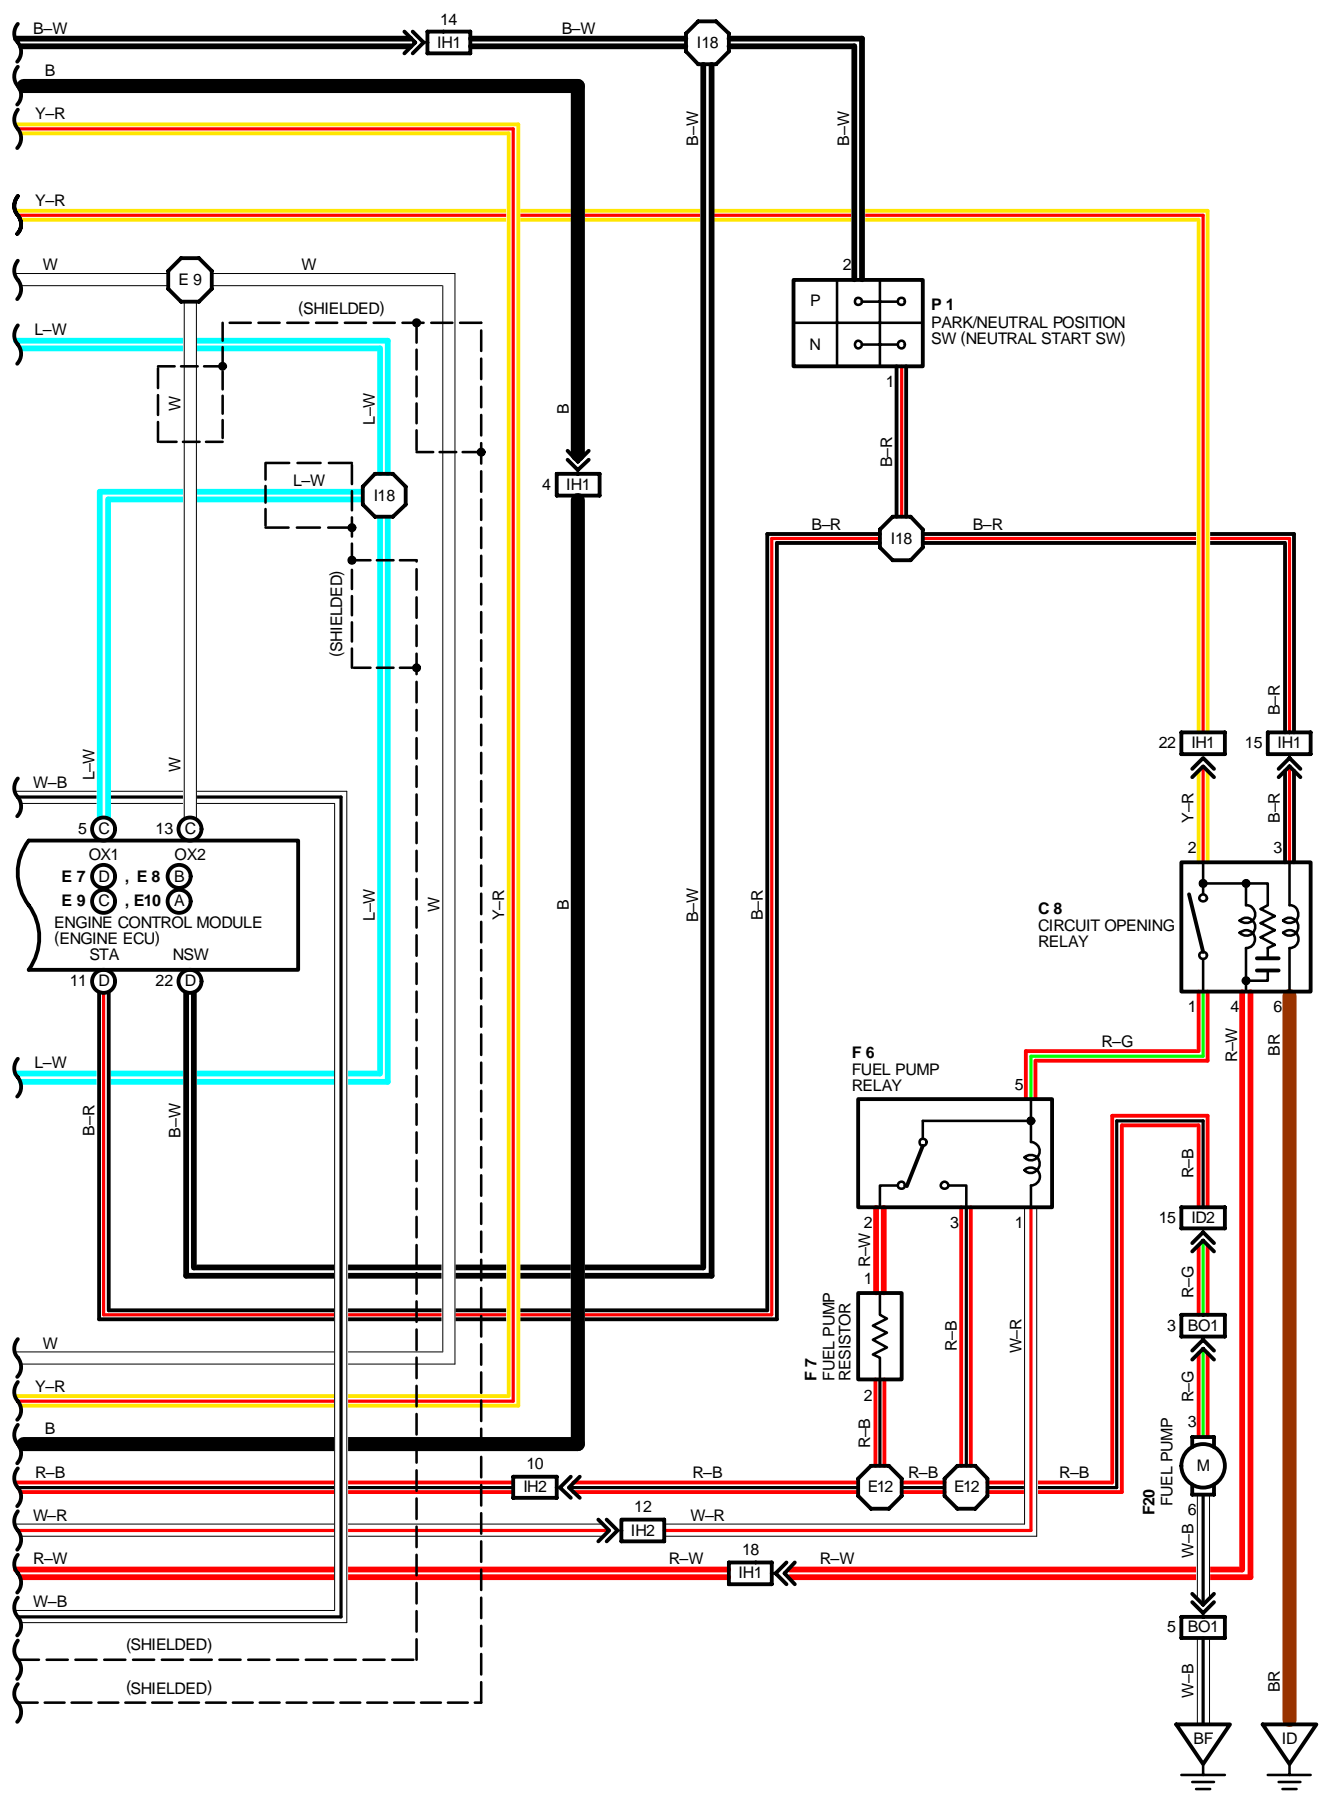 B–W
14
IH1
B–W
I18
B
Y–R
B–W
B–W
Y–R
W
E 9
W
2
(SHIELDED)
P
N
P 1
PARK/NEUTRAL POSITION
SW (NEUTRAL START SW)
L–W
1
W
L–W
B
B–R
L–W
I18
4
IH1
B–R
I18
B–R
(SHIELDED)
B–R
22
IH1
15
IH1
L–W
W
W–B
Y–R
B–R
5
C
13
C
2
3
OX1
OX2
E 7
D
, E 8
B
E 9
C
, E10
A
ENGINE CONTROL MODULE
(ENGINE ECU)
STA
NSW
L–W
W
Y–R
B
B–W
B–R
C 8
CIRCUIT OPENING
RELAY
11
D
22
D
1
4
6
R–G
R–W
BR
F 6
FUEL PUMP
RELAY
L–W
5
B–R
B–W
R–B
2
3
1
15
ID2
R–W
1
R–G
F 7
FUEL PUMP
RESISTOR
R–B
W–R
3
BO1
W
2
R–G
Y–R
R–B
3
B
F20
FUEL PUMP
M
R–B
10
IH2
R–B
E12
R–B
E12
R–B
6
W–R
12
IH2
W–R
W–B
R–W
R–W
18
IH1
R–W
W–B
5
BO1
(SHIELDED)
(SHIELDED)
W–B
BR
BF
ID